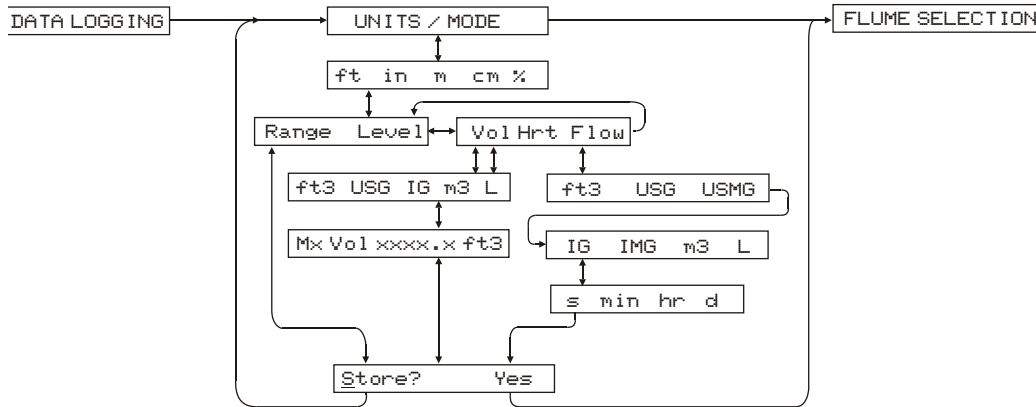 DATA LOGGING
UNITS / MODE
FLUME SELECTION
ft in m cm %
Range Level
Vol Hrt Flow
ft3 USG IG m3 L
ft3 USG USMG
Mx Vol xxxx.x ft3
IG IMG m3 L
s min hr d
Store? Yes